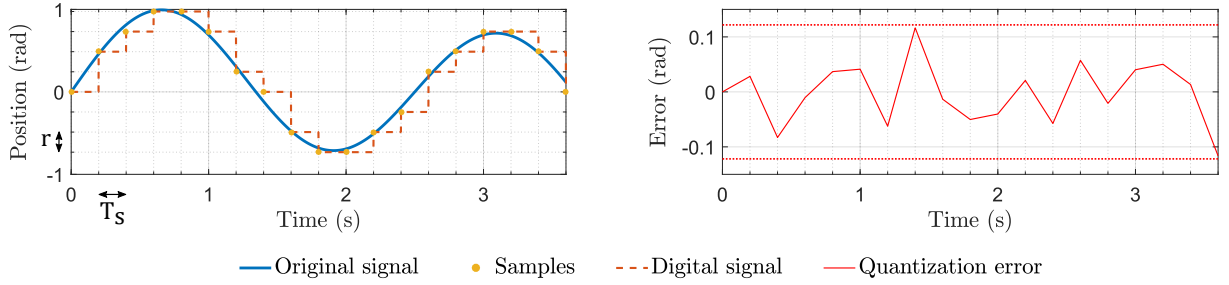 1
0
-1
Position (rad)
r
0
1
2
3
T_S
Time (s)
0.1
0
-0.1
Error (rad)
0
1
2
3
Time (s)
Original signal
Samples
Digital signal
Quantization error